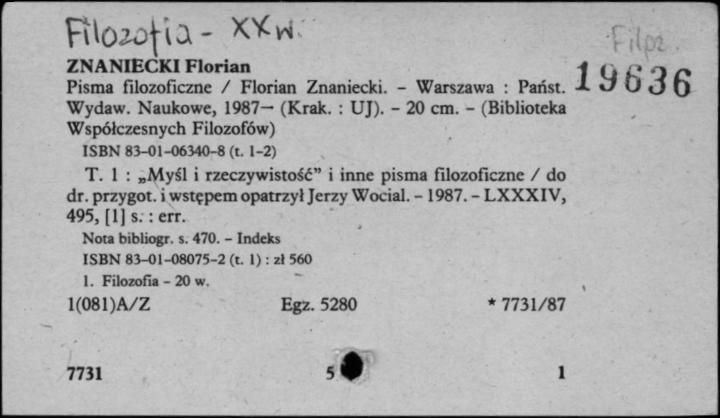 Filozofia - XX w.
Filoz.
19636
ZNANIECKI Florian
Pisma filozoficzne / Florian Znaniecki. – Warszawa : Państ.
Wydaw. Naukowe, 1987— (Krak. : UJ). – 20 cm. – (Biblioteka
Współczesnych Filozofów)
ISBN 83-01-06340-8 (t. 1-2)
T. 1 : „Myśl i rzeczywistość” i inne pisma filozoficzne / do
dr. przygot. i wstępem opatrzył Jerzy Wocial. – 1987. – LXXXIV,
495, [1] s. : err.
Nota bibliogr. s. 470. – Indeks
ISBN 83-01-08075-2 (t. 1) : zł 560
1. Filozofia – 20 w.
1(081)A/Z Egz. 5280 * 7731/87
7731 5 1